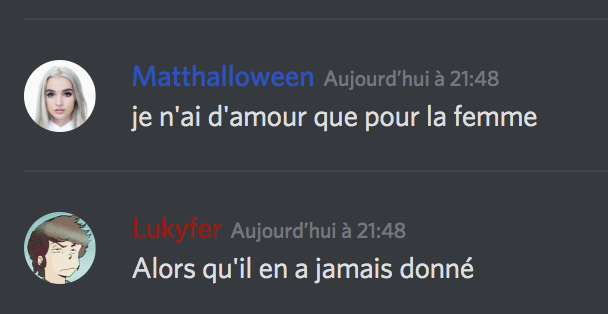 Matthalloween Aujourd’hui à 21:48
je n'ai d'amour que pour la femme
Lukyfer Aujourd’hui à 21:48
Alors qu'il en a jamais donné